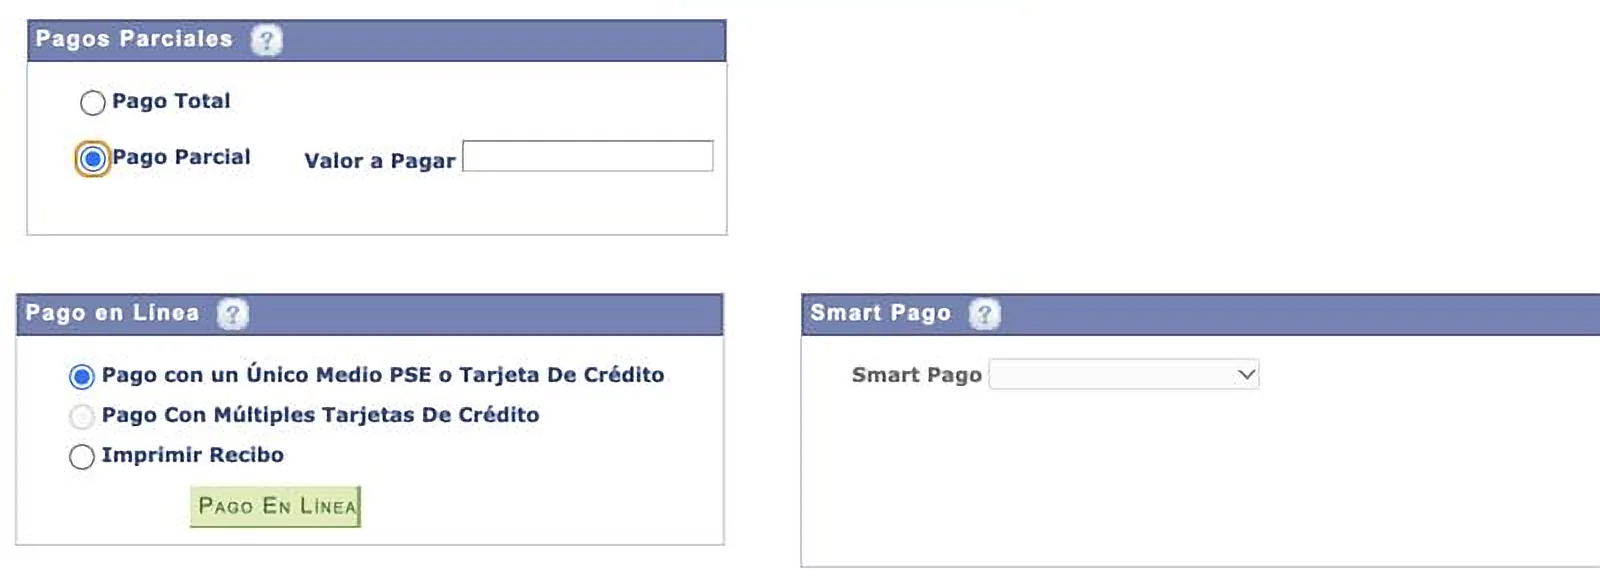 Pagos Parciales ?
Pago Total
Pago Parcial Valor a Pagar
Pago en Línea ?
Pago con un Único Medio PSE o Tarjeta De Crédito
Pago Con Múltiples Tarjetas De Crédito
Imprimir Recibo
Pago En Línea
Smart Pago ?
Smart Pago